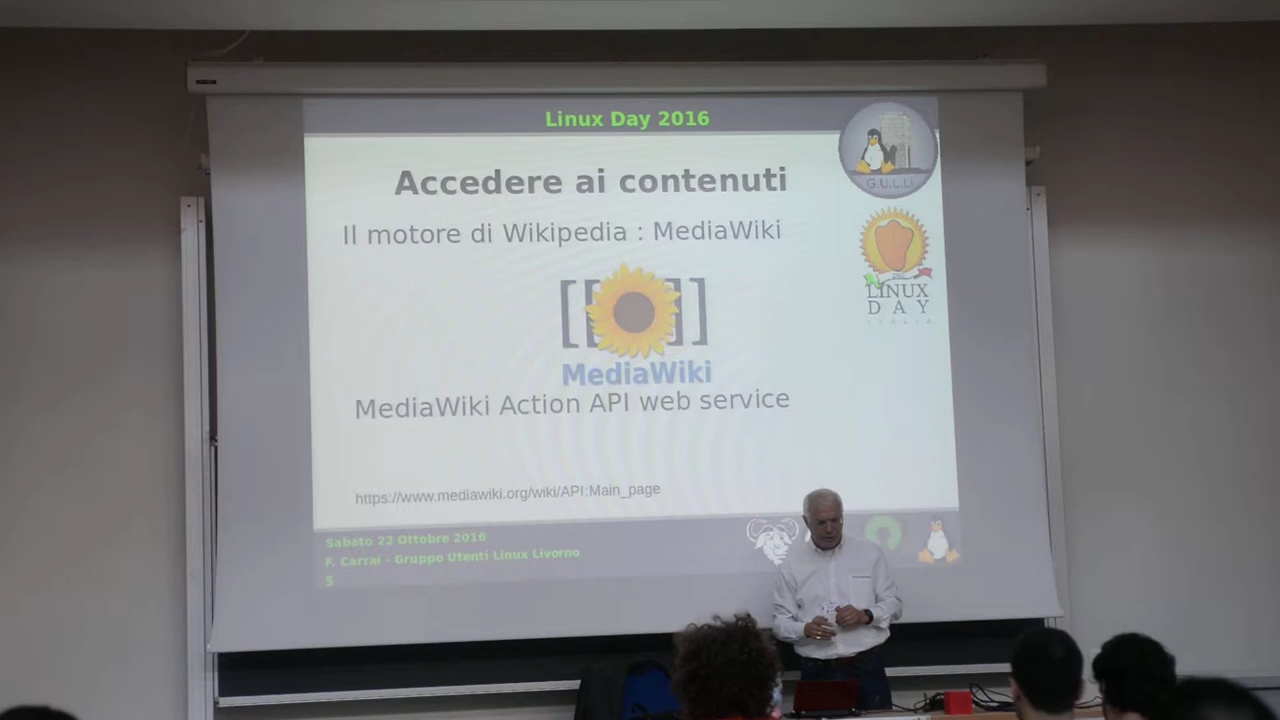 Linux Day 2016
G.U.L.LI
Accedere ai contenuti
Il motore di Wikipedia : MediaWiki
LINUX
DAY
[[ ]]
MediaWiki
MediaWiki Action API web service
https://www.mediawiki.org/wiki/API:Main_page
Sabato 22 Ottobre 2016
F. Carrai - Gruppo Utenti Linux Livorno
5